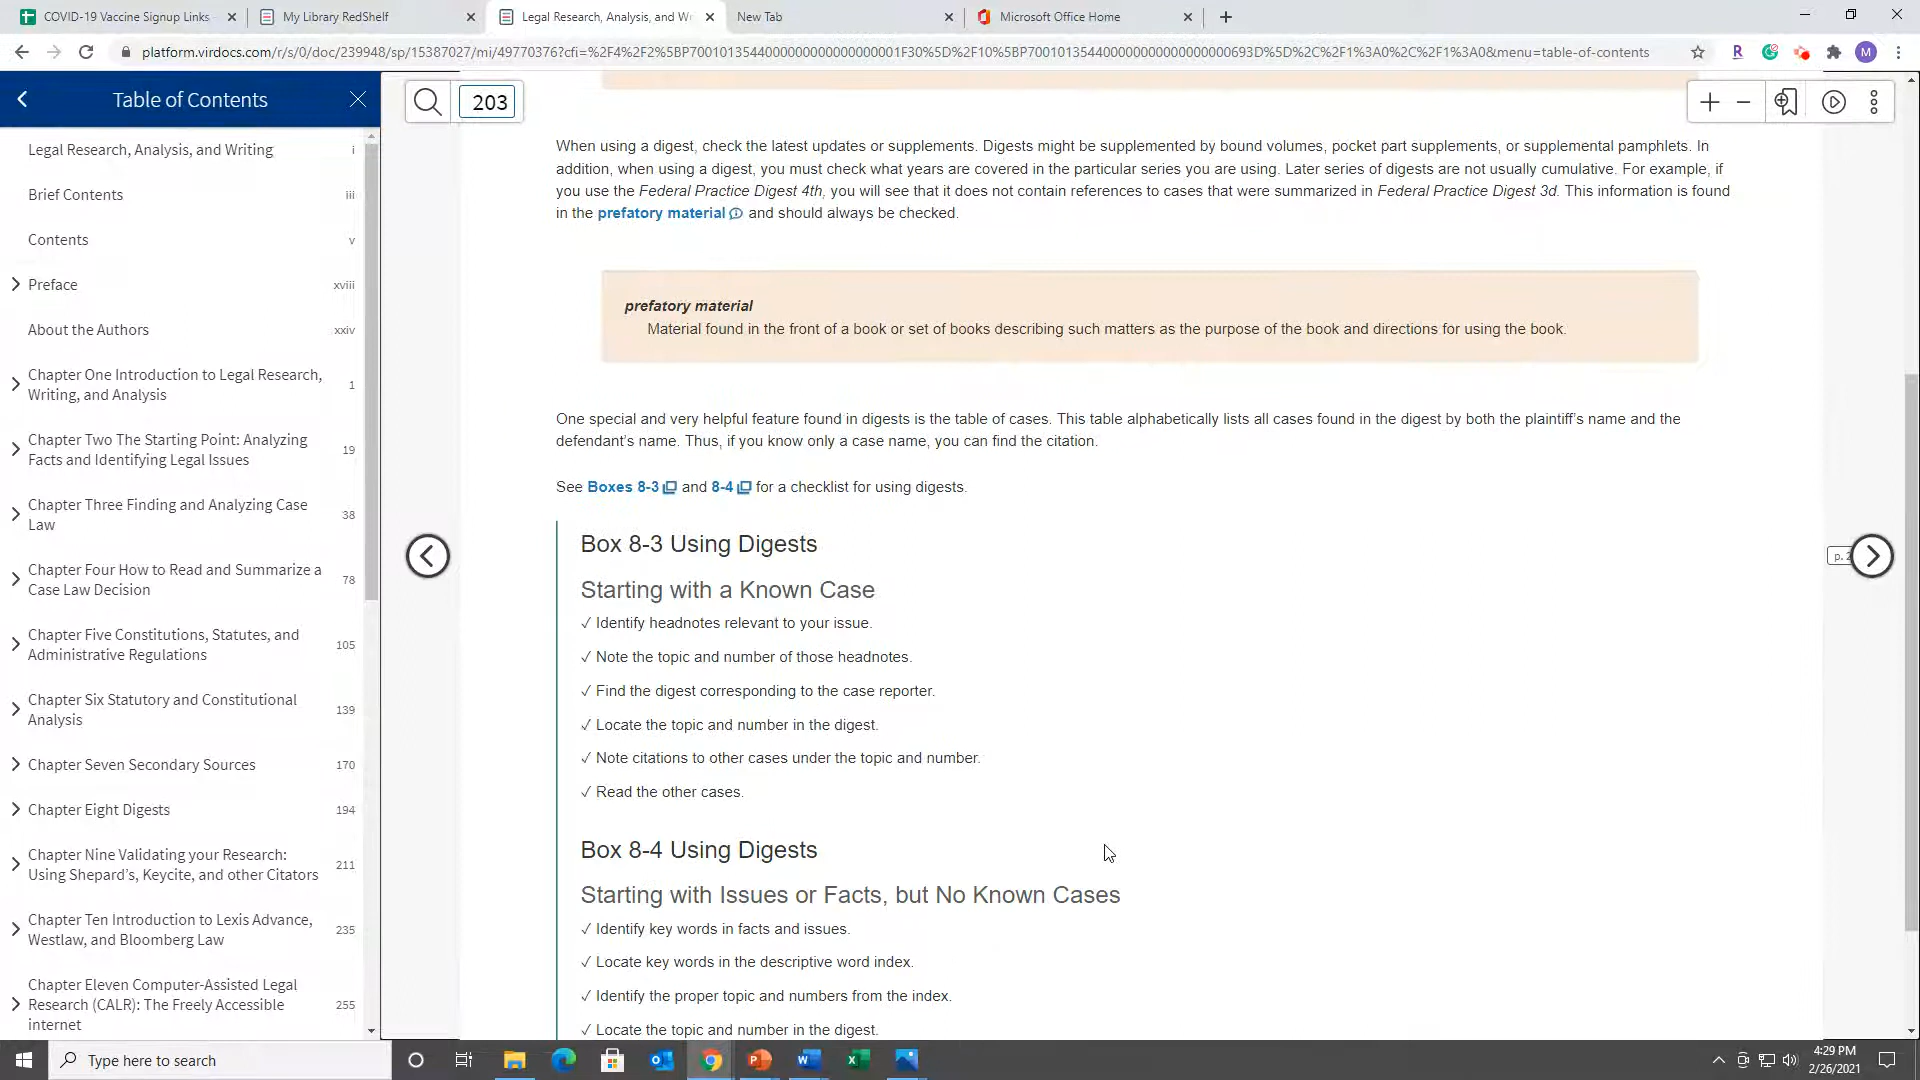 COVID-19 Vaccine Signup Links
My Library RedShelf
Legal Research, Analysis, and Wr
New Tab
Microsoft Office Home
platform.virdocs.com/r/s/0/doc/239948/sp/15387027/mi/49770376?cfi=%2F4%2F2%5BP7001013544000000000000000001F30%5D%2F10%5BP700101354400000000000000000693D%5D%2C%2F1%3A0%2C%2F1%3A0&menu=table-of-contents
R
M
Table of Contents
Legal Research, Analysis, and Writing i
Brief Contents iii
Contents v
Preface xviii
About the Authors xxiv
Chapter One Introduction to Legal Research,
Writing, and Analysis 1
Chapter Two The Starting Point: Analyzing
Facts and Identifying Legal Issues 19
Chapter Three Finding and Analyzing Case
Law 38
Chapter Four How to Read and Summarize a
Case Law Decision 78
Chapter Five Constitutions, Statutes, and
Administrative Regulations 105
Chapter Six Statutory and Constitutional
Analysis 139
Chapter Seven Secondary Sources 170
Chapter Eight Digests 194
Chapter Nine Validating your Research:
Using Shepard's, Keycite, and other Citators 211
Chapter Ten Introduction to Lexis Advance,
Westlaw, and Bloomberg Law 235
Chapter Eleven Computer-Assisted Legal
Research (CALR): The Freely Accessible
internet 255
203
When using a digest, check the latest updates or supplements. Digests might be supplemented by bound volumes, pocket part supplements, or supplemental pamphlets. In
addition, when using a digest, you must check what years are covered in the particular series you are using. Later series of digests are not usually cumulative. For example, if
you use the Federal Practice Digest 4th, you will see that it does not contain references to cases that were summarized in Federal Practice Digest 3d. This information is found
in the prefatory material and should always be checked.
prefatory material
Material found in the front of a book or set of books describing such matters as the purpose of the book and directions for using the book.
One special and very helpful feature found in digests is the table of cases. This table alphabetically lists all cases found in the digest by both the plaintiff's name and the
defendant's name. Thus, if you know only a case name, you can find the citation.
See Boxes 8-3 and 8-4 for a checklist for using digests.
Box 8-3 Using Digests
Starting with a Known Case
✓ Identify headnotes relevant to your issue.
✓ Note the topic and number of those headnotes.
✓ Find the digest corresponding to the case reporter.
✓ Locate the topic and number in the digest.
✓ Note citations to other cases under the topic and number.
✓ Read the other cases.
Box 8-4 Using Digests
Starting with Issues or Facts, but No Known Cases
✓ Identify key words in facts and issues.
✓ Locate key words in the descriptive word index.
✓ Identify the proper topic and numbers from the index.
✓ Locate the topic and number in the digest.
Type here to search
4:29 PM
2/26/2021